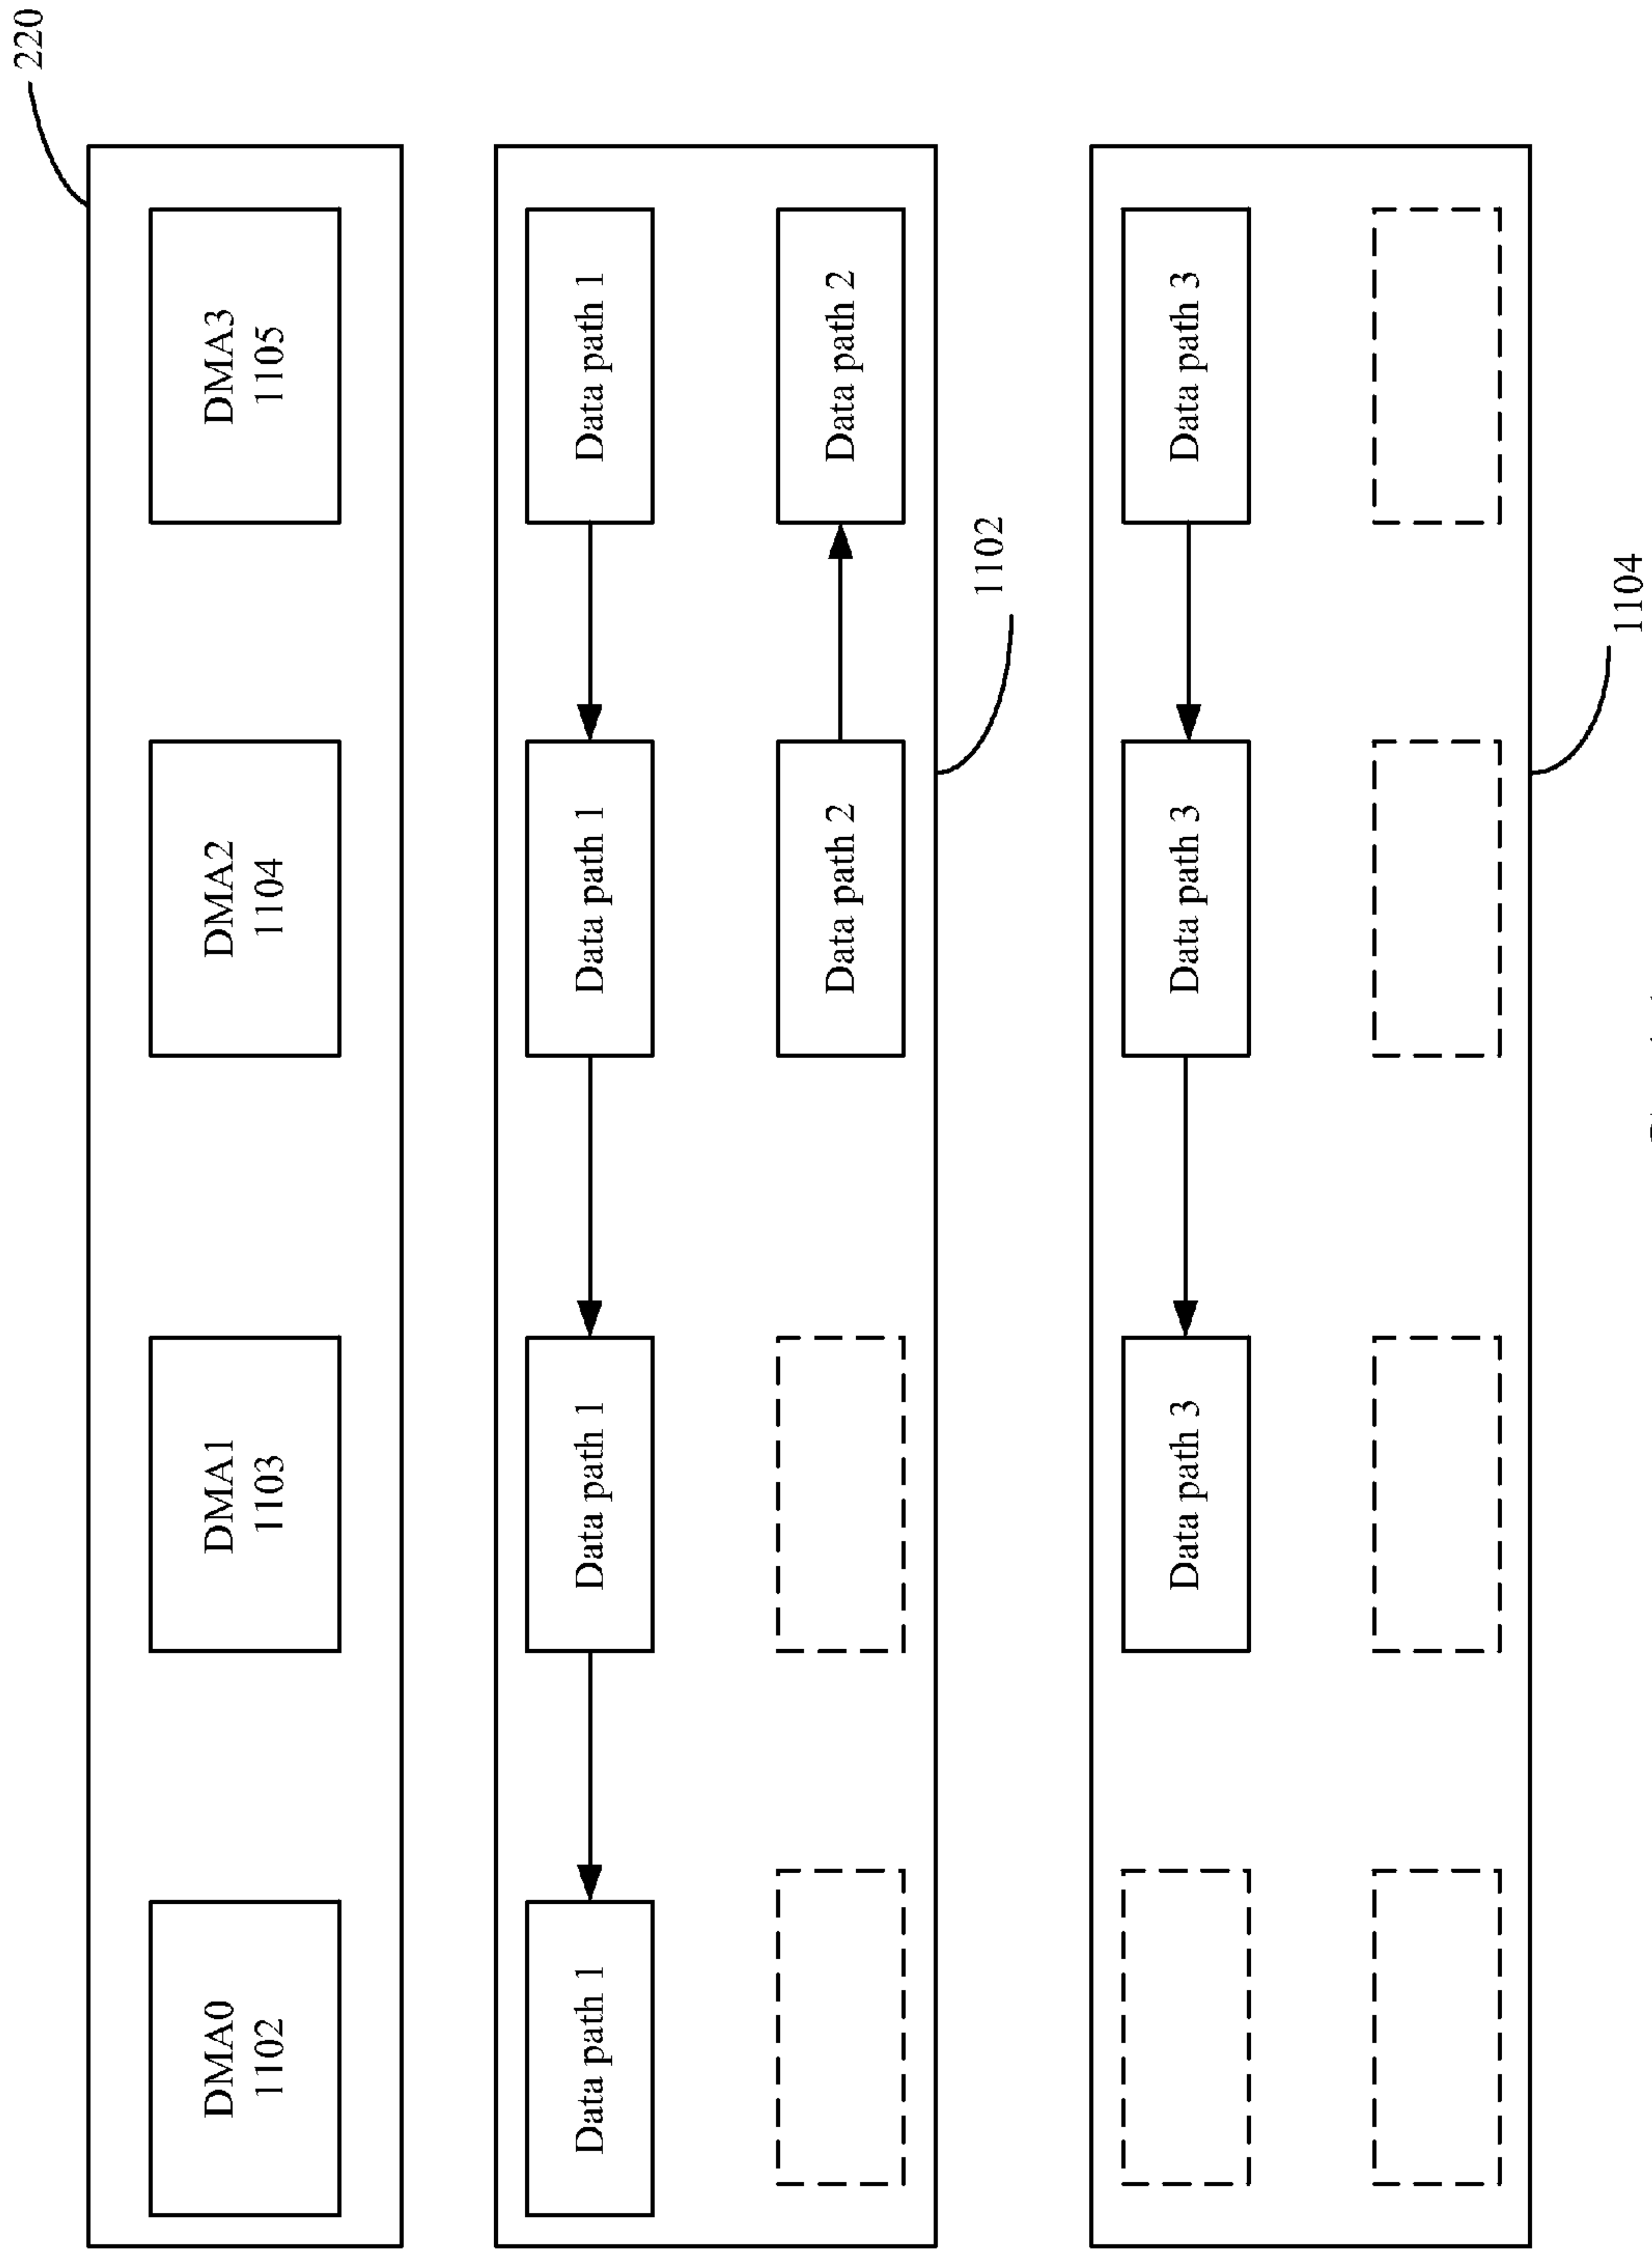 220
DMA0
1102
DMA1
1103
DMA2
1104
DMA3
1105
Data path 1
Data path 1
Data path 1
Data path 1
Data path 2
Data path 2
1102
Data path 3
Data path 3
Data path 3
1104